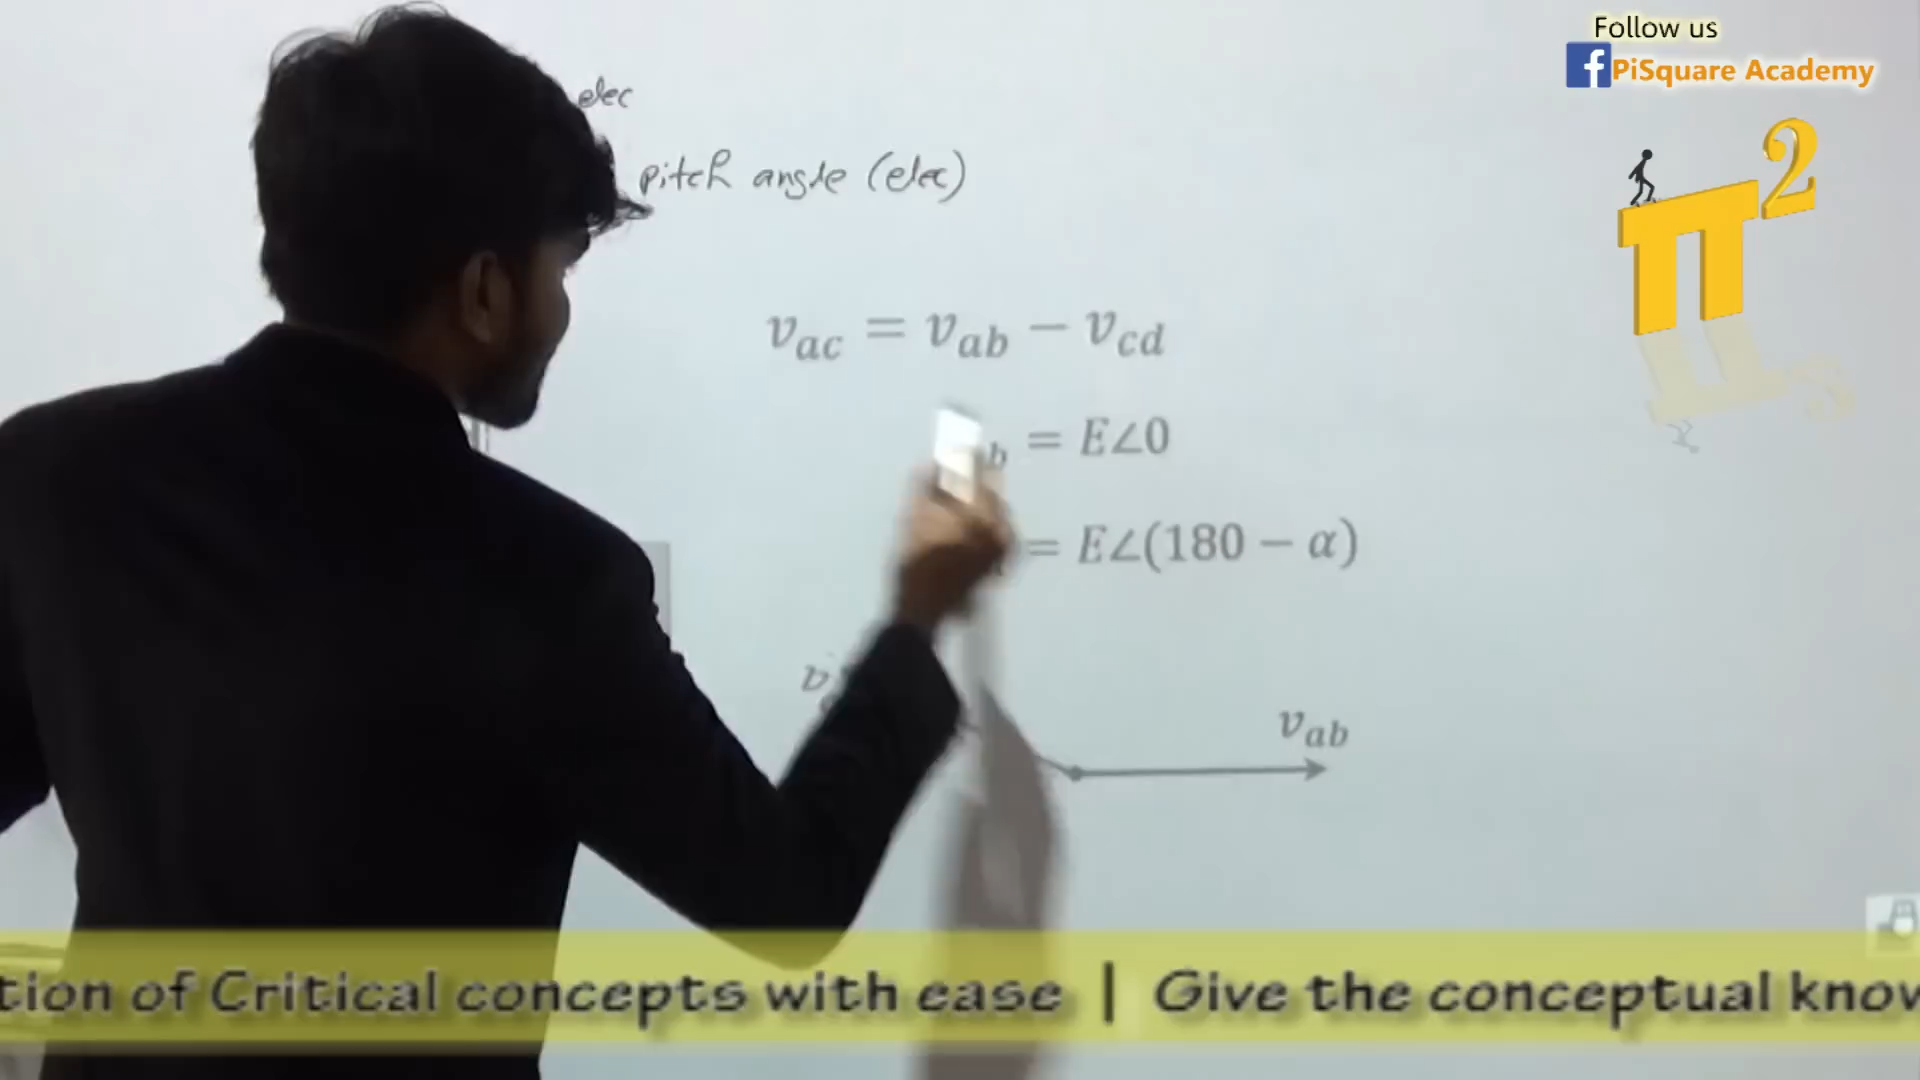 Follow us
PiSquare Academy
π²
elec
pitch angle (elec)
v_ac = v_ab − v_cd
b = E∠0
= E∠(180 − α)
v_ab
tion of Critical concepts with ease | Give the conceptual know